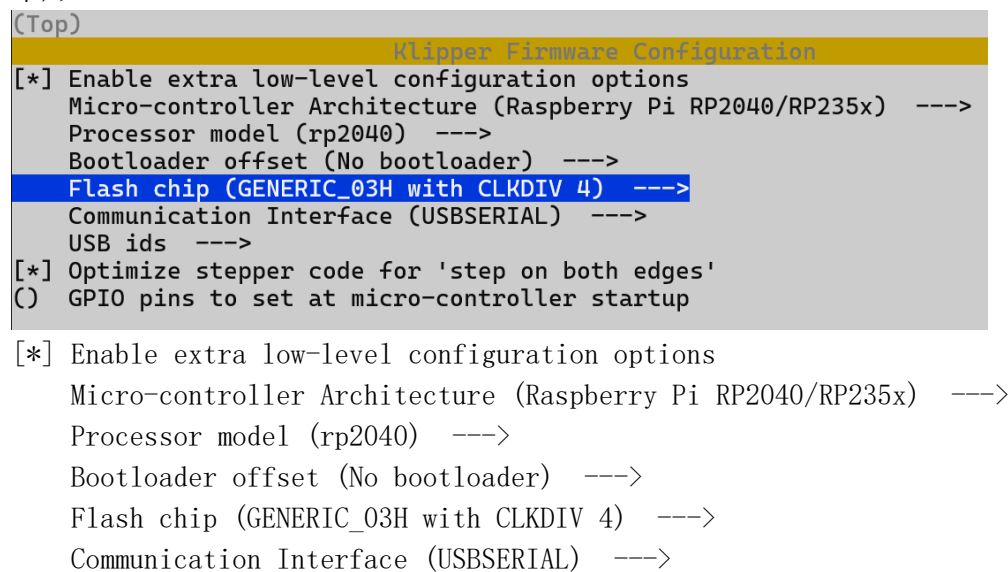 (Top)
Klipper Firmware Configuration
[*] Enable extra low-level configuration options
Micro-controller Architecture (Raspberry Pi RP2040/RP235x)  --->
Processor model (rp2040)  --->
Bootloader offset (No bootloader)  --->
Flash chip (GENERIC_03H with CLKDIV 4)  --->
Communication Interface (USBSERIAL)  --->
USB ids  --->
[*] Optimize stepper code for 'step on both edges'
()  GPIO pins to set at micro-controller startup
[*] Enable extra low-level configuration options
Micro-controller Architecture (Raspberry Pi RP2040/RP235x)  --->
Processor model (rp2040)  --->
Bootloader offset (No bootloader)  --->
Flash chip (GENERIC_03H with CLKDIV 4)  --->
Communication Interface (USBSERIAL)  --->